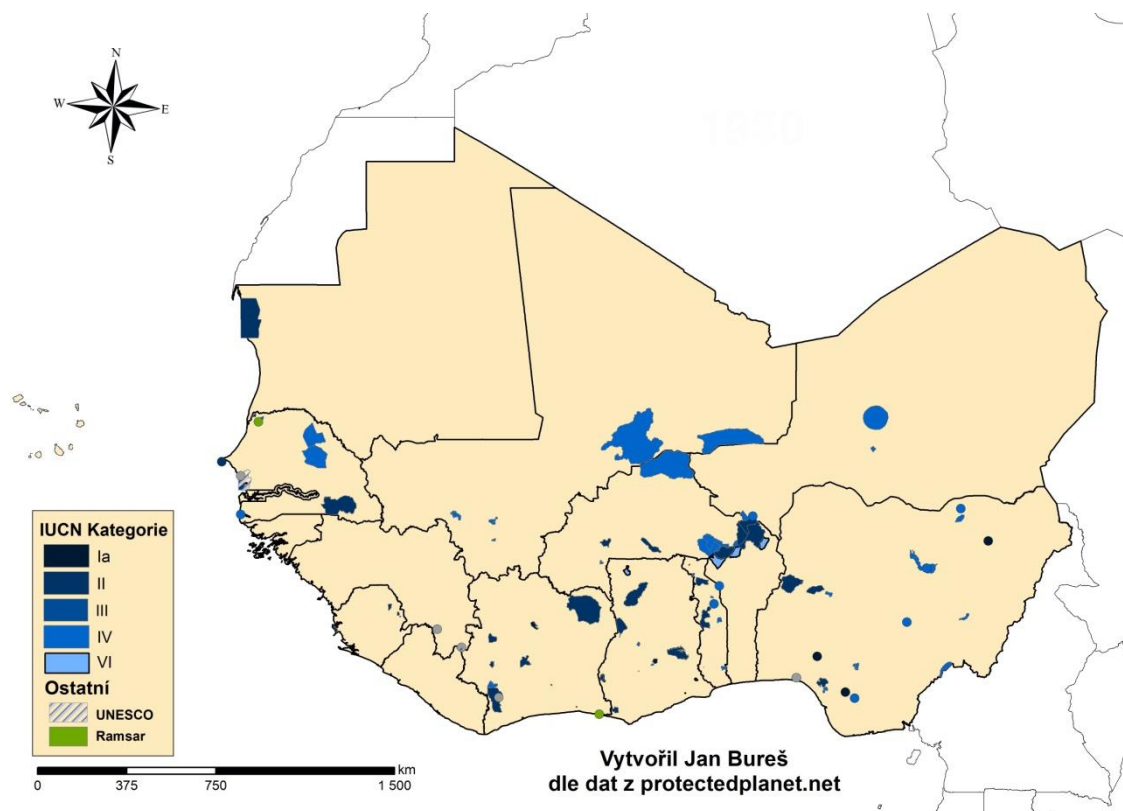 N
W E
S
IUCN Kategorie
Ia
II
III
IV
VI
Ostatní
UNESCO
Ramsar
km
0 375 750 1 500
Vytvořil Jan Bureš
dle dat z protectedplanet.net